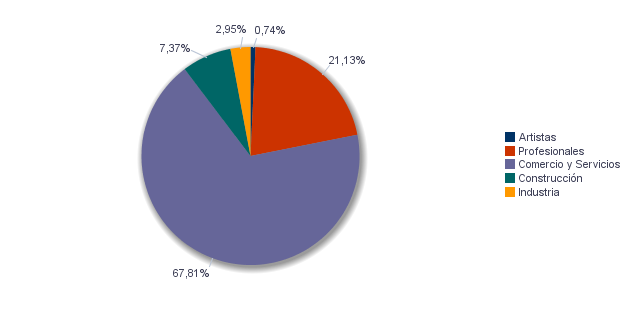 2,95%
0,74%
7,37%
21,13%
67,81%
Artistas
Profesionales
Comercio y Servicios
Construcción
Industria